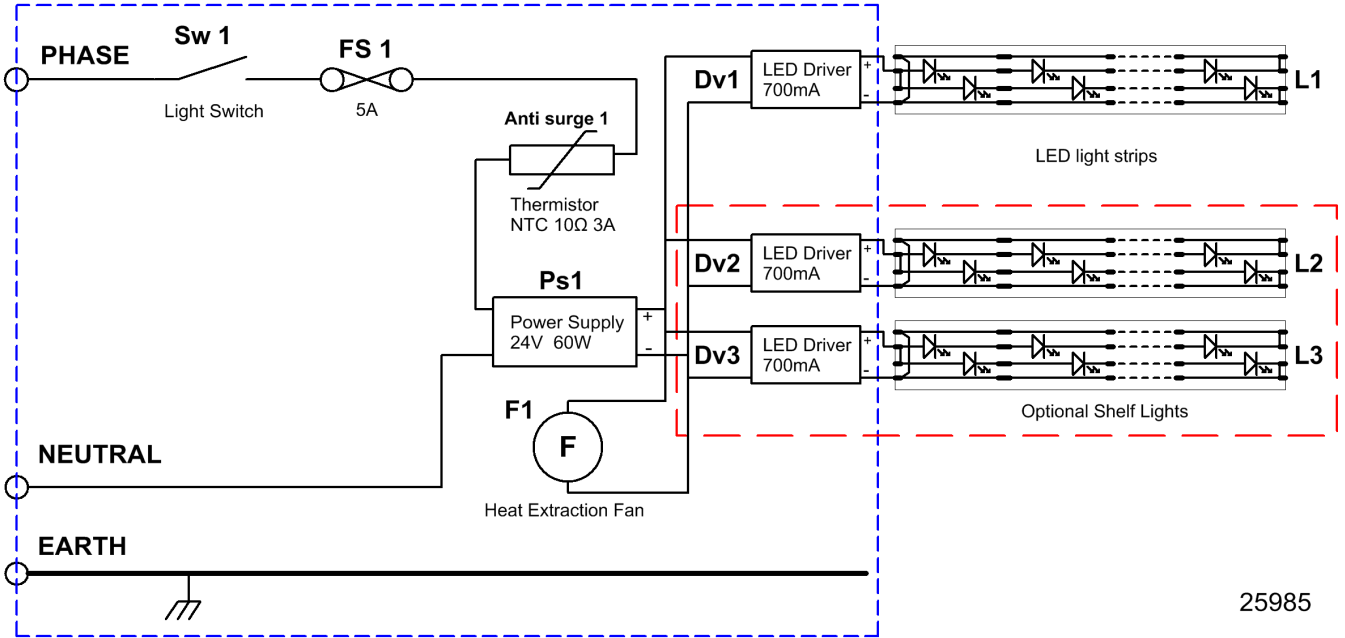 PHASE
Sw 1
Light Switch
FS 1
5A
Anti surge 1
Thermistor
NTC 10Ω 3A
Ps1
Power Supply
24V 60W
+
-
F1
F
Heat Extraction Fan
NEUTRAL
EARTH
Dv1
LED Driver
700mA
+
-
L1
LED light strips
Dv2
LED Driver
700mA
+
-
L2
Dv3
LED Driver
700mA
+
-
L3
Optional Shelf Lights
25985